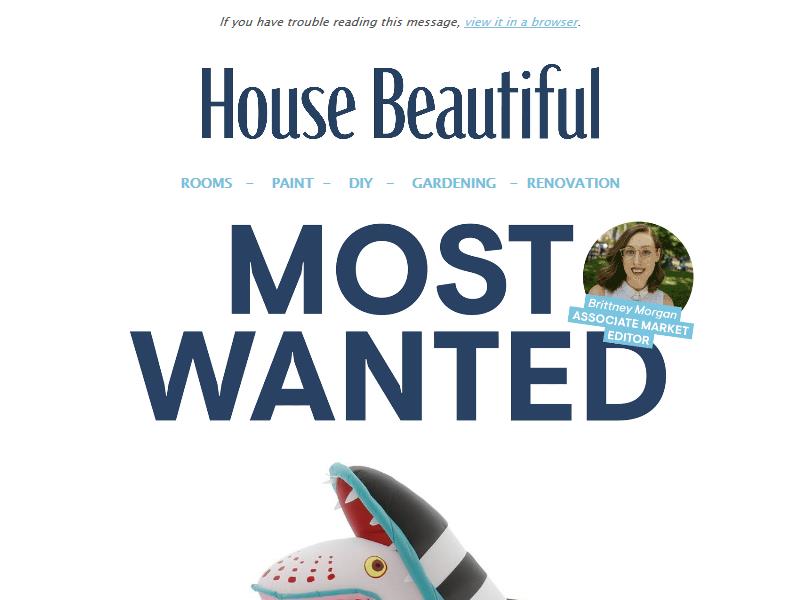 If you have trouble reading this message, view it in a browser.
House Beautiful
ROOMS – PAINT – DIY – GARDENING – RENOVATION
MOST
WANTED
Brittney Morgan
ASSOCIATE MARKET
EDITOR